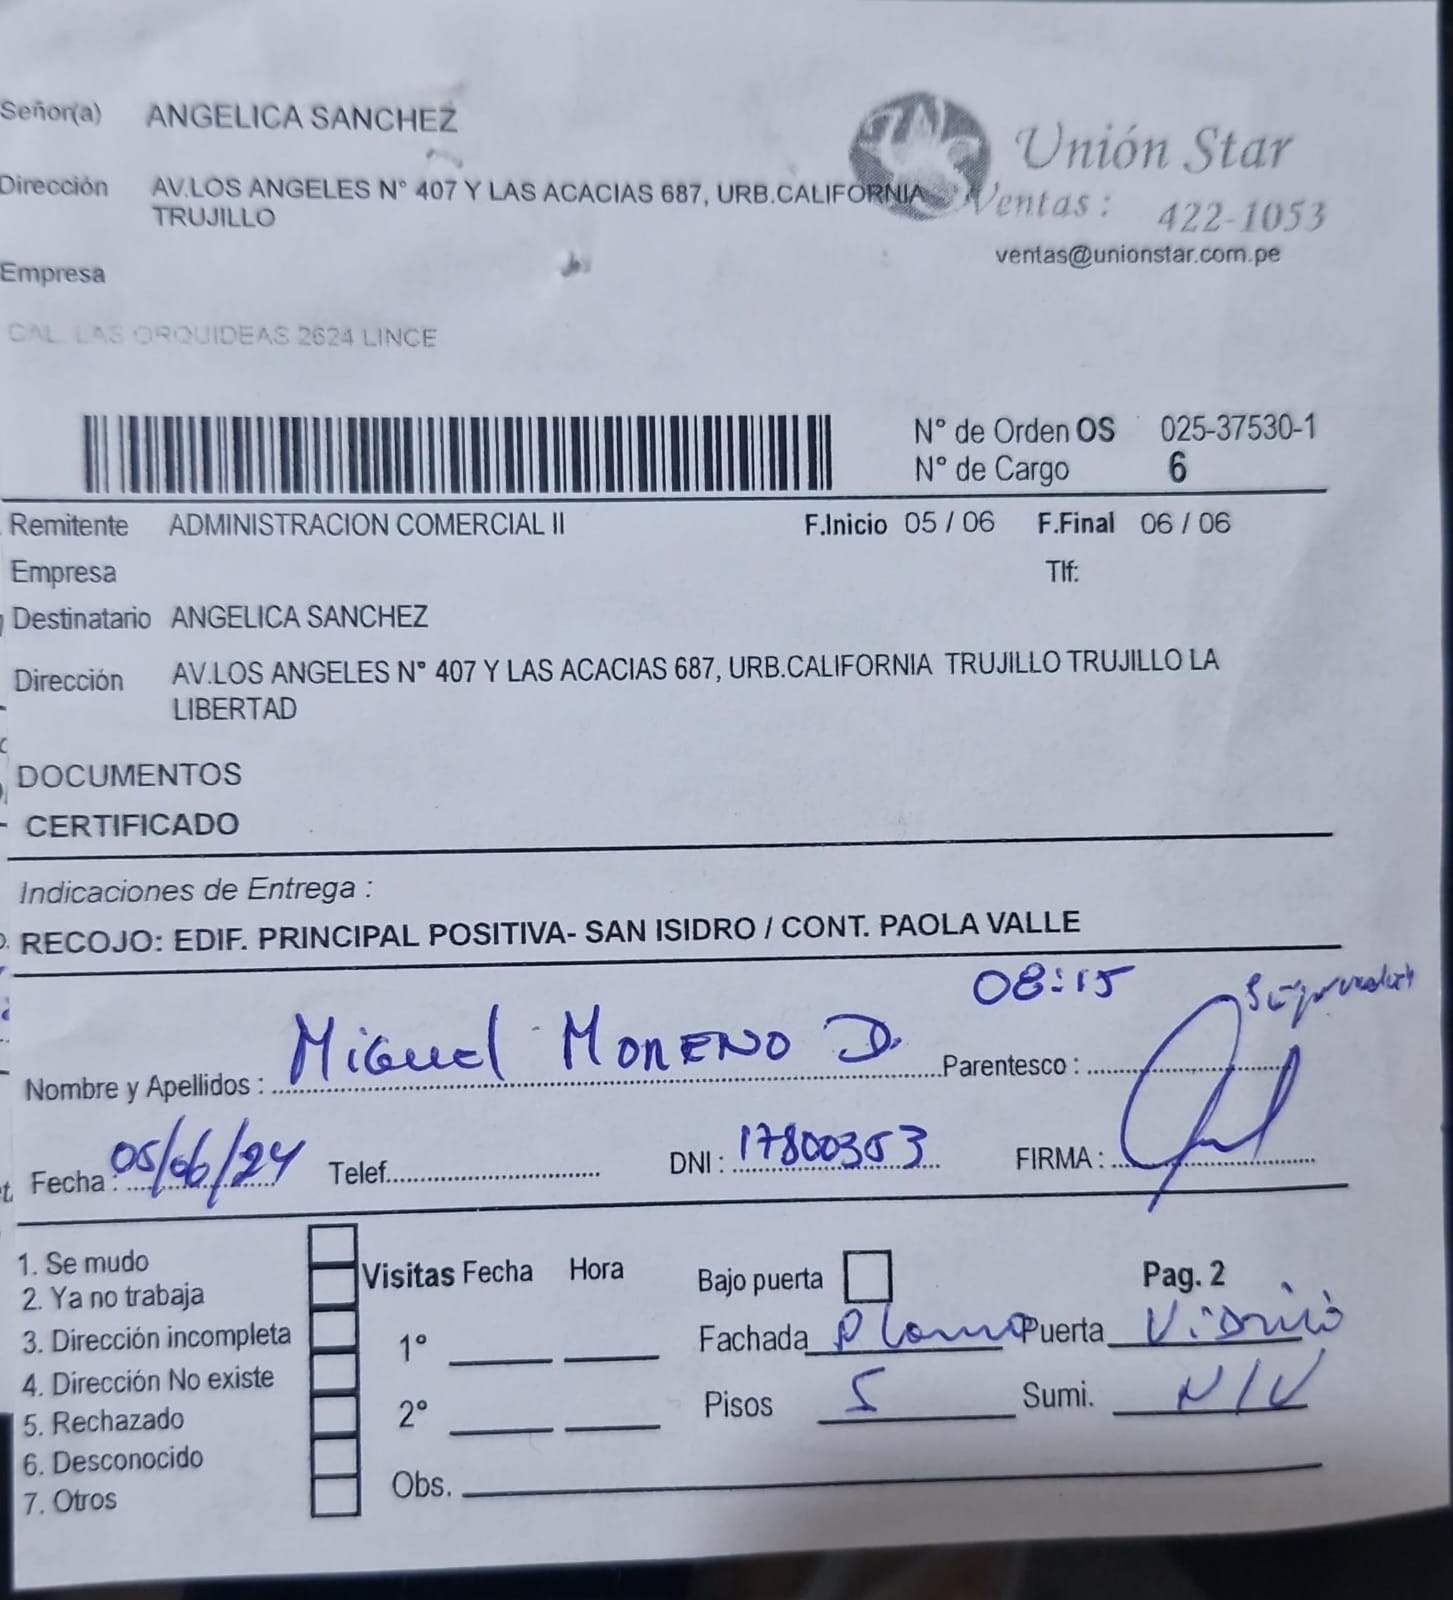 Señor(a) ANGELICA SANCHEZ
Unión Star
Dirección AV.LOS ANGELES N° 407 Y LAS ACACIAS 687, URB.CALIFORNIA
TRUJILLO
Ventas : 422-1053
ventas@unionstar.com.pe
Empresa
CAL. LAS ORQUIDEAS 2624 LINCE
N° de Orden OS 025-37530-1
N° de Cargo 6
Remitente ADMINISTRACION COMERCIAL II F.Inicio 05 / 06 F.Final 06 / 06
Empresa Tlf:
Destinatario ANGELICA SANCHEZ
Dirección AV.LOS ANGELES N° 407 Y LAS ACACIAS 687, URB.CALIFORNIA TRUJILLO TRUJILLO LA
LIBERTAD
DOCUMENTOS
CERTIFICADO
Indicaciones de Entrega :
RECOJO: EDIF. PRINCIPAL POSITIVA- SAN ISIDRO / CONT. PAOLA VALLE
08:15
Nombre y Apellidos : Miguel MORENO D. Parentesco :
Fecha : 05/06/24 Telef. DNI : 17800353 FIRMA :
1. Se mudo
2. Ya no trabaja
3. Dirección incompleta
4. Dirección No existe
5. Rechazado
6. Desconocido
7. Otros
Visitas Fecha Hora
1°
2°
Obs.
Bajo puerta Pag. 2
Fachada Plomo Puerta Vidrio
Pisos 5 Sumi. N/V